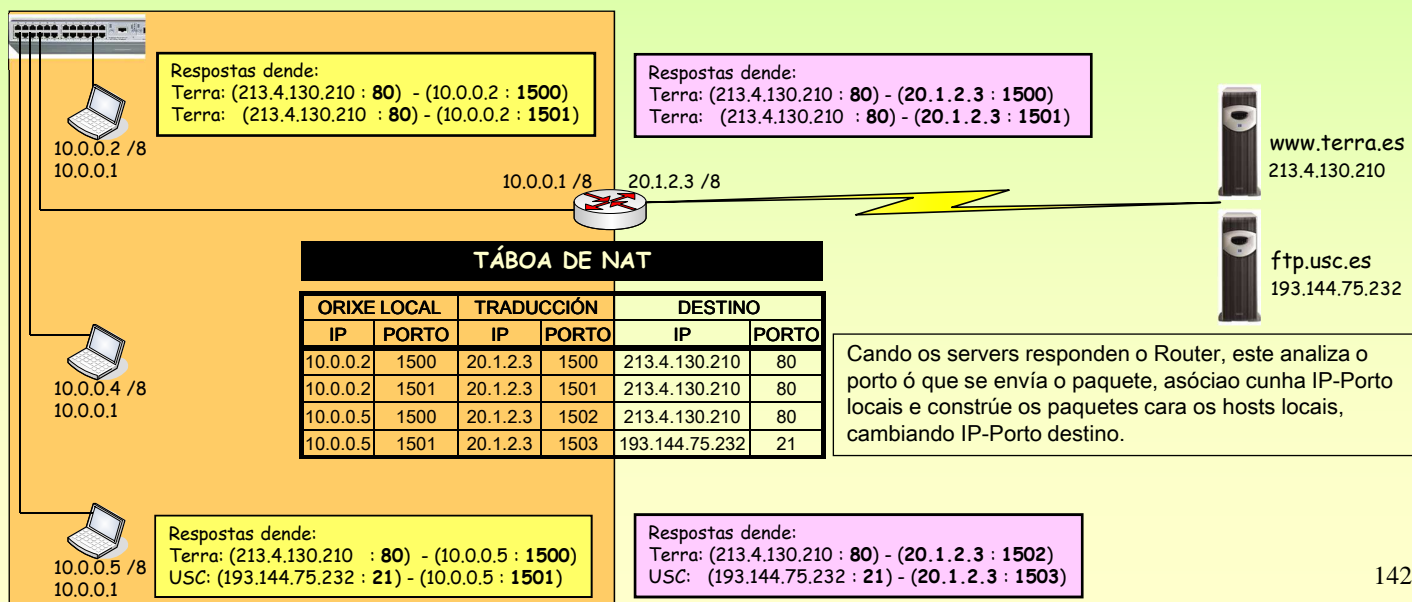 Respostas dende:
Terra: (213.4.130.210 : 80) - (10.0.0.2 : 1500)
Terra: (213.4.130.210 : 80) - (10.0.0.2 : 1501)
Respostas dende:
Terra: (213.4.130.210 : 80) - (20.1.2.3 : 1500)
Terra: (213.4.130.210 : 80) - (20.1.2.3 : 1501)
10.0.0.2 /8
10.0.0.1
10.0.0.1 /8
20.1.2.3 /8
www.terra.es
213.4.130.210
ftp.usc.es
193.144.75.232
TÁBOA DE NAT
ORIXE LOCAL TRADUCCIÓN DESTINO
IP PORTO IP PORTO IP PORTO
10.0.0.2 1500 20.1.2.3 1500 213.4.130.210 80
10.0.0.2 1501 20.1.2.3 1501 213.4.130.210 80
10.0.0.5 1500 20.1.2.3 1502 213.4.130.210 80
10.0.0.5 1501 20.1.2.3 1503 193.144.75.232 21
10.0.0.4 /8
10.0.0.1
Cando os servers responden o Router, este analiza o
porto ó que se envía o paquete, asóciao cunha IP-Porto
locais e constrúe os paquetes cara os hosts locais,
cambiando IP-Porto destino.
10.0.0.5 /8
10.0.0.1
Respostas dende:
Terra: (213.4.130.210 : 80) - (10.0.0.5 : 1500)
USC: (193.144.75.232 : 21) - (10.0.0.5 : 1501)
Respostas dende:
Terra: (213.4.130.210 : 80) - (20.1.2.3 : 1502)
USC: (193.144.75.232 : 21) - (20.1.2.3 : 1503)
142